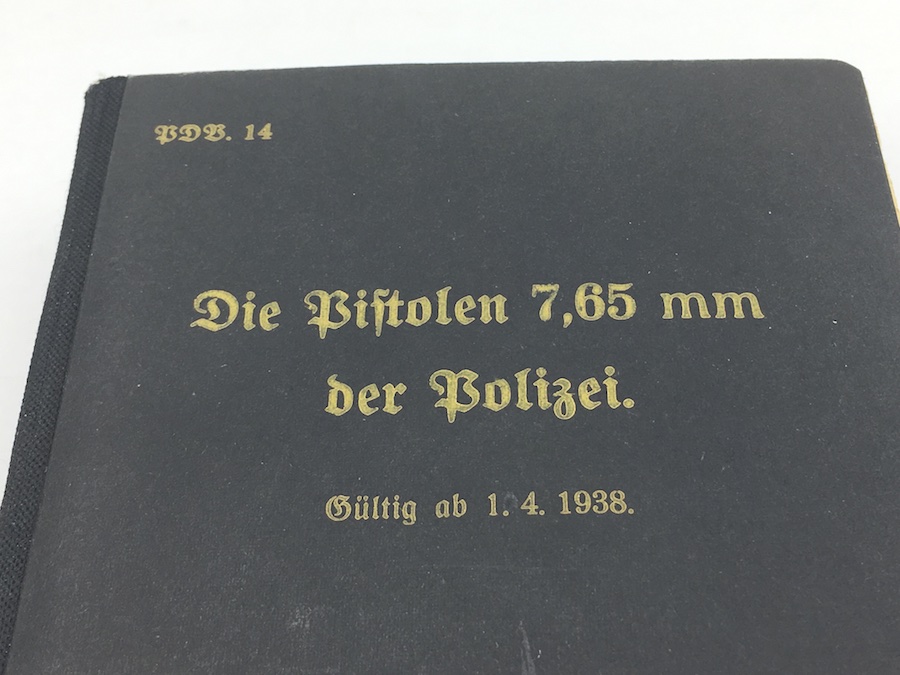 PDV. 14
Die Piſtolen 7,65 mm
der Polizei.
Gültig ab 1. 4. 1938.